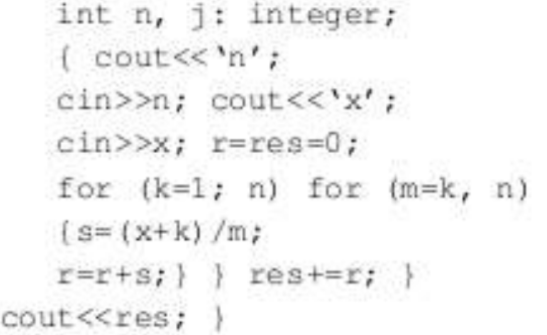 int n, j: integer;
{ cout<<‘n’;
cin>>n; cout<<‘x’;
cin>>x; r=res=0;
for (k=1; n) for (m=k, n)
{s=(x+k)/m;
r=r+s;} } res+=r; }
cout<<res; }